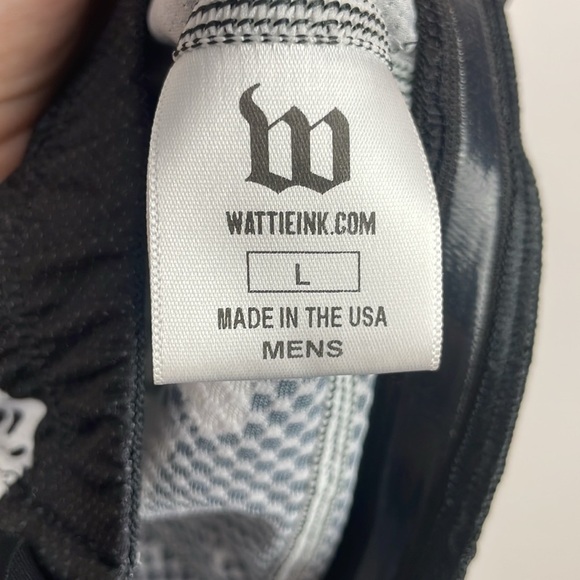 W
WATTIEINK.COM
L
MADE IN THE USA
MENS